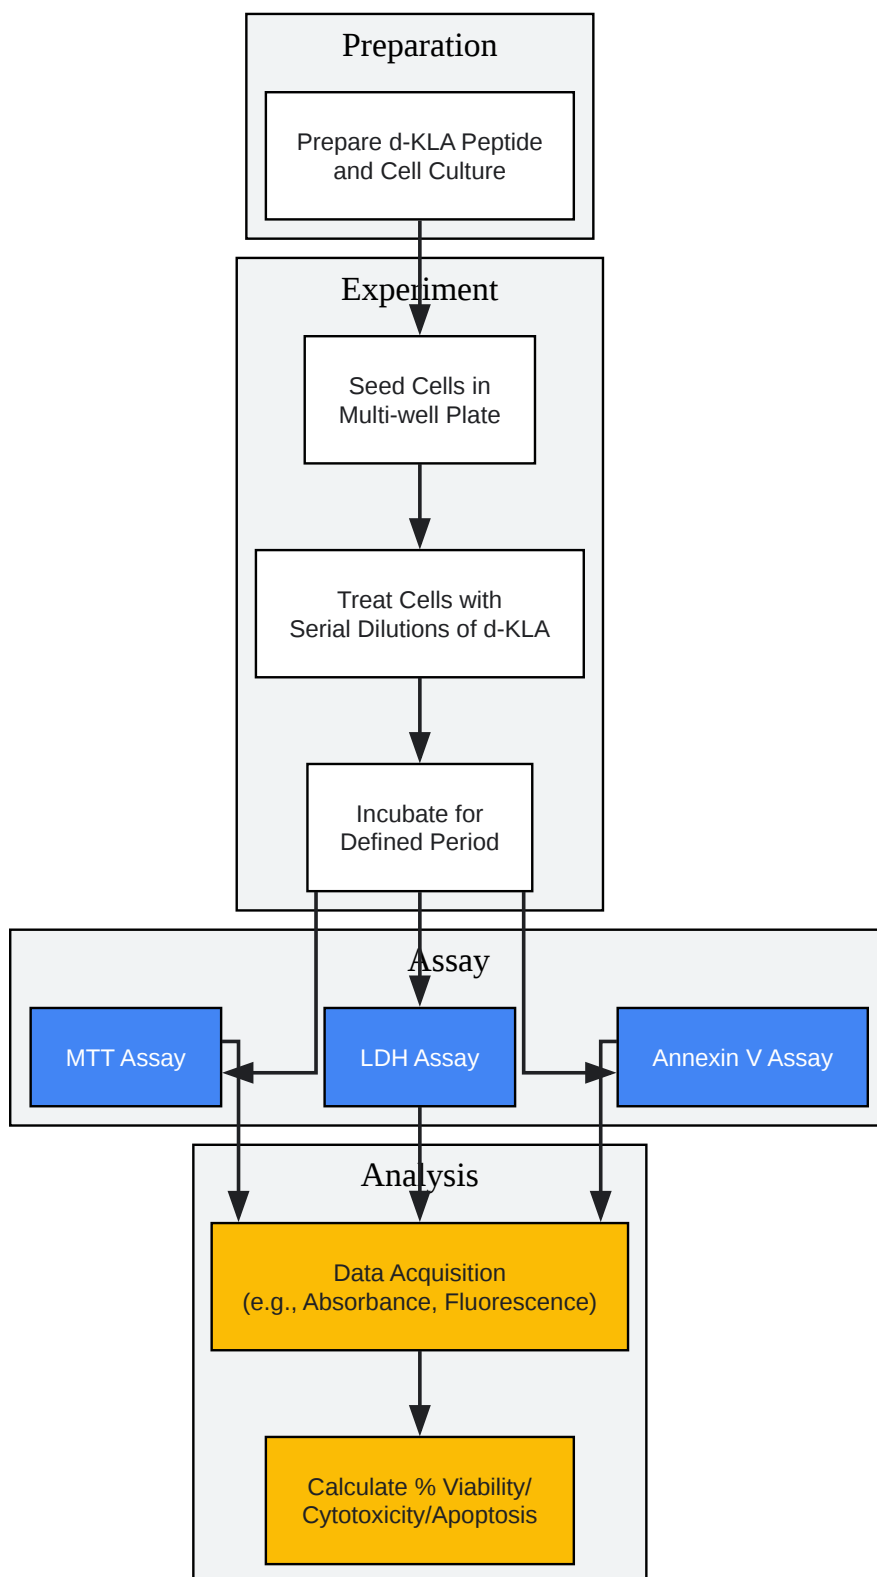 Preparation
Prepare d-KLA Peptide
and Cell Culture
Experiment
Seed Cells in
Multi-well Plate
Treat Cells with
Serial Dilutions of d-KLA
Incubate for
Defined Period
Assay
MTT Assay
LDH Assay
Annexin V Assay
Analysis
Data Acquisition
(e.g., Absorbance, Fluorescence)
Calculate % Viability/
Cytotoxicity/Apoptosis